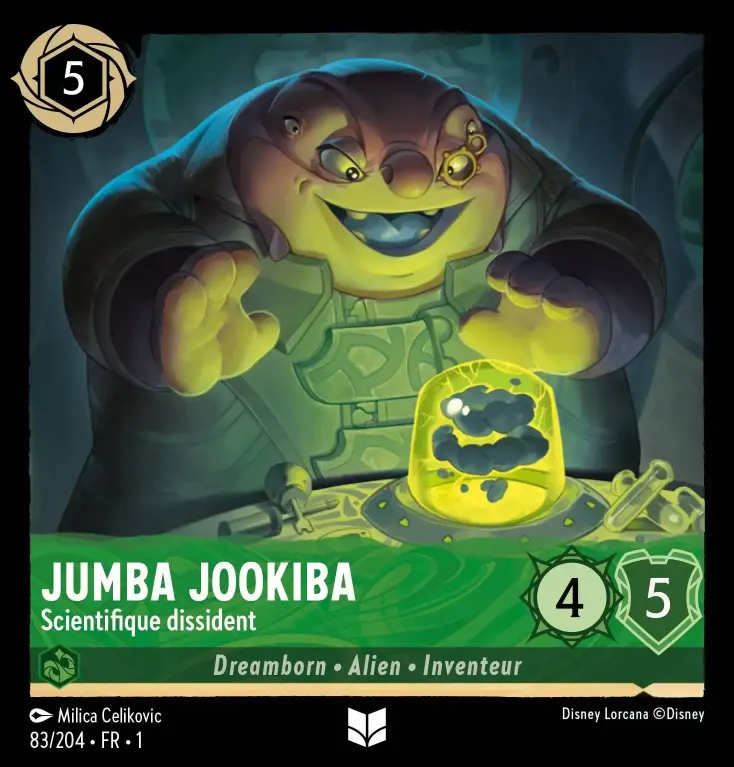 5
JUMBA JOOKIBA
Scientifique dissident
4
5
Dreamborn • Alien • Inventeur
Milica Celikovic
Disney Lorcana ©Disney
83/204 • FR • 1